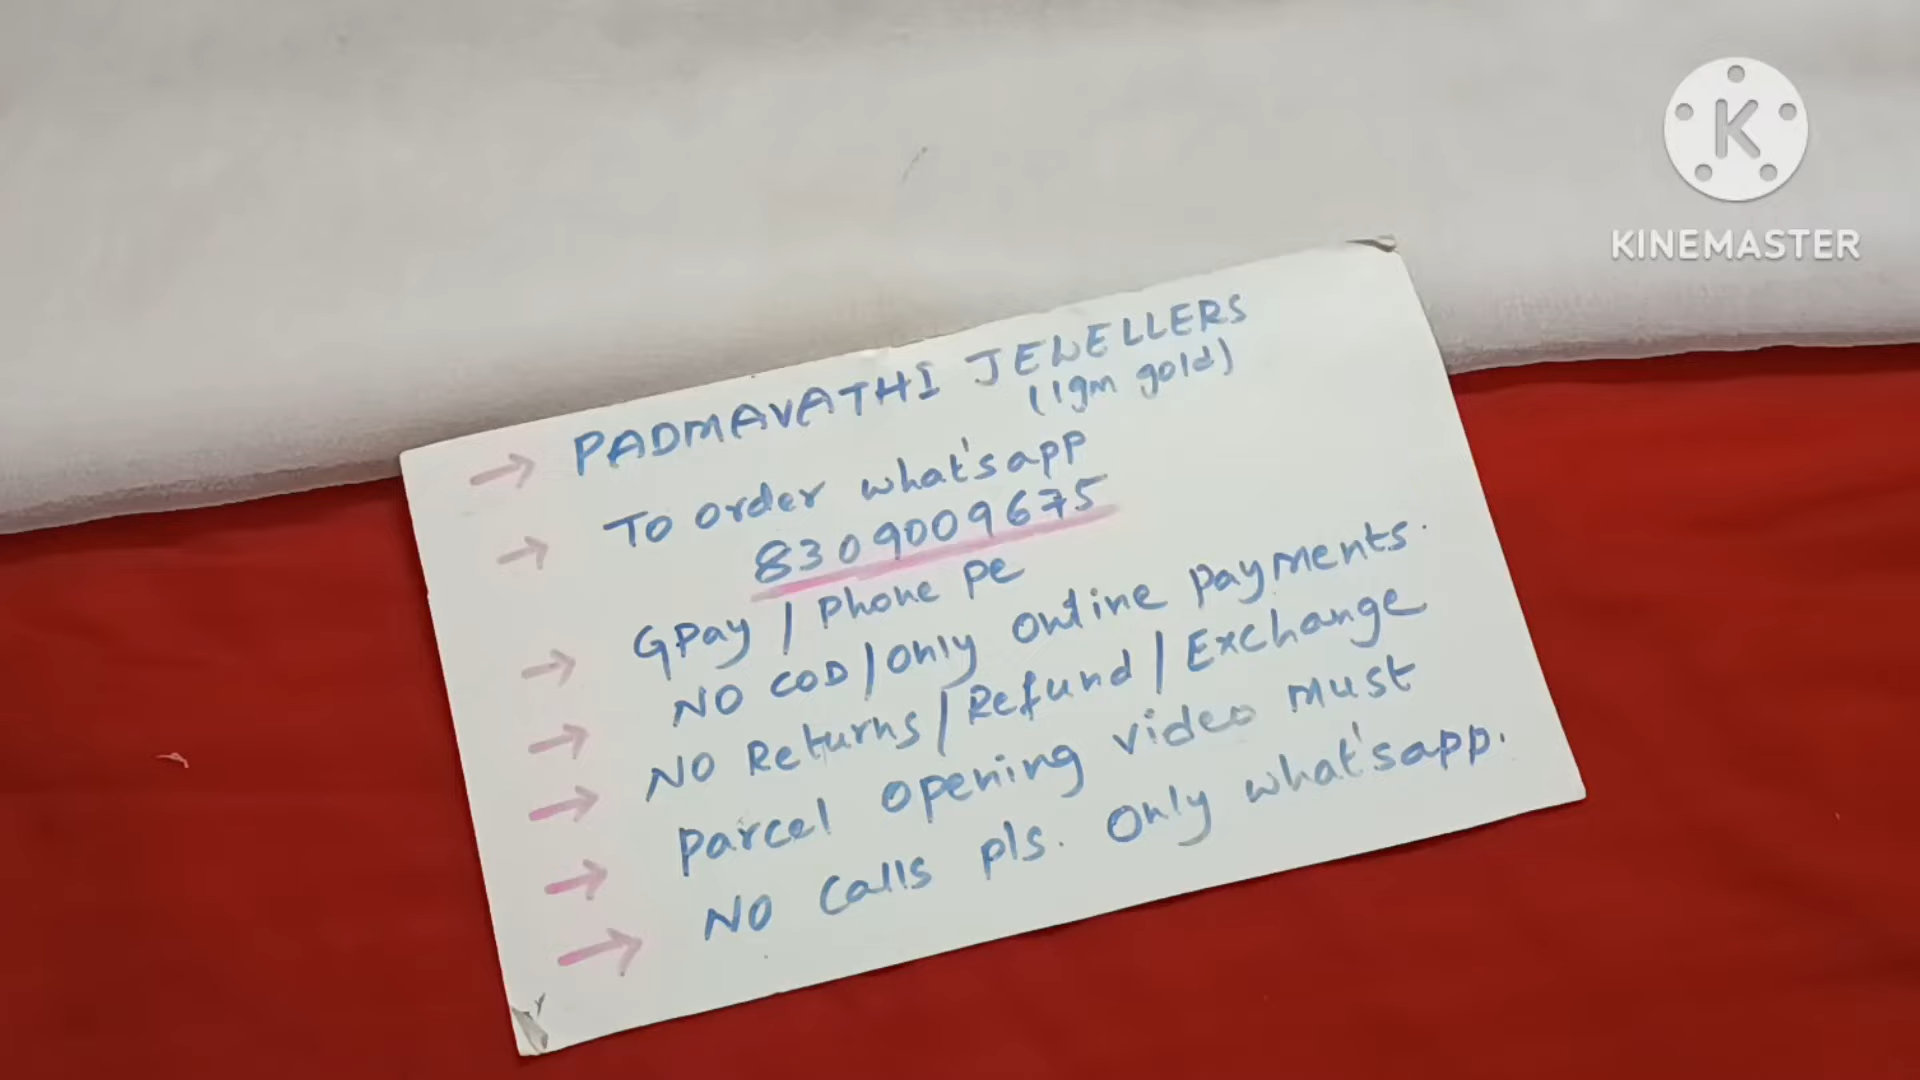 KINEMASTER
→ PADMAVATHI JEWELLERS
(1gm gold)
→ To order what'sapp
8309009675
→ GPay / Phone Pe
→ NO COD / Only Online Payments.
→ NO Returns / Refund / Exchange
→ Parcel Opening video must
→ NO Calls pls. Only what'sapp.